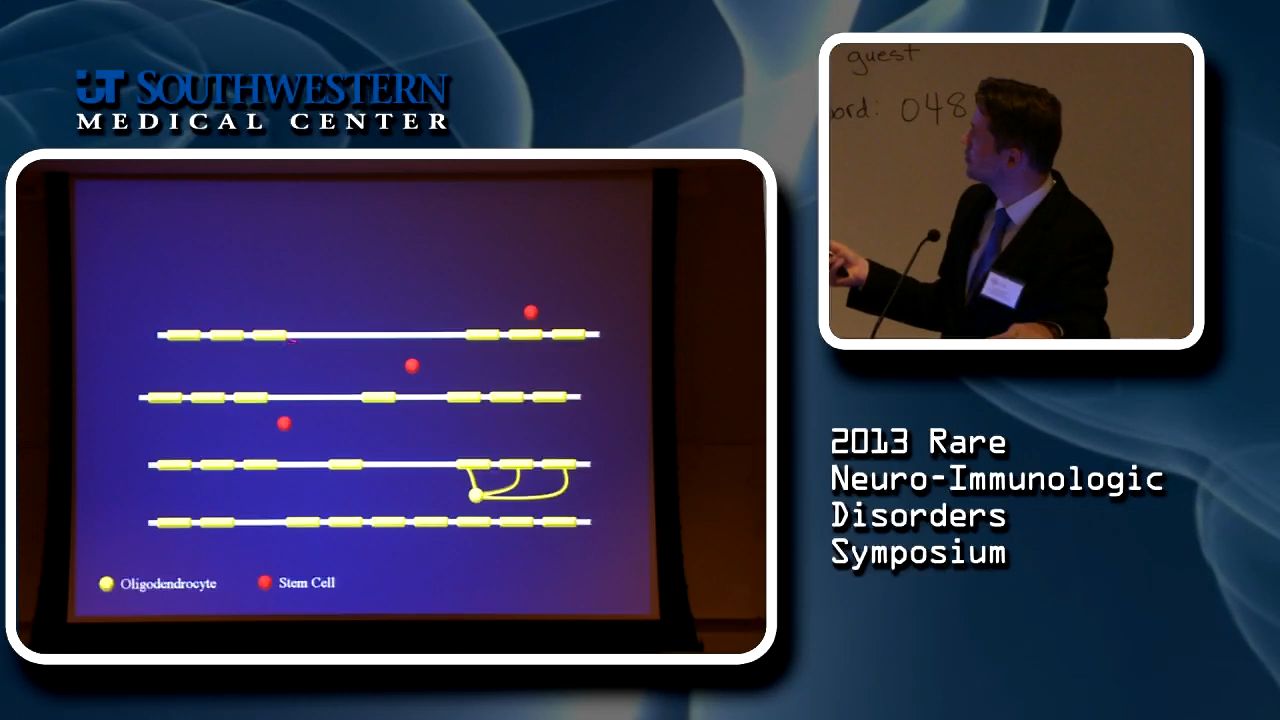 UT SOUTHWESTERN
MEDICAL CENTER
guest
ord: 048
Oligodendrocyte
Stem Cell
2013 Rare
Neuro-Immunologic
Disorders
Symposium